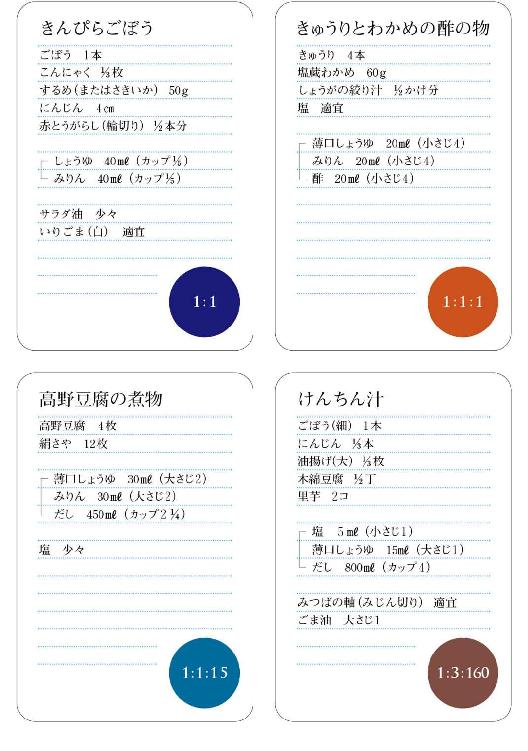 きんぴらごぼう
ごぼう　1本
こんにゃく　⅓枚
するめ(またはさきいか)　50g
にんじん　4㎝
赤とうがらし(輪切り)　½本分
しょうゆ　40㎖（カップ⅕）
みりん　40㎖（カップ⅕）
サラダ油　少々
いりごま(白)　適宜
1:1
きゅうりとわかめの酢の物
きゅうり　4本
塩蔵わかめ　60g
しょうがの絞り汁　½かけ分
塩　適宜
薄口しょうゆ　20㎖（小さじ4）
みりん　20㎖（小さじ4）
酢　20㎖（小さじ4）
1:1:1
高野豆腐の煮物
高野豆腐　4枚
絹さや　12枚
薄口しょうゆ　30㎖（大さじ2）
みりん　30㎖（大さじ2）
だし　450㎖（カップ2¼）
塩　少々
1:1:15
けんちん汁
ごぼう(細)　1本
にんじん　⅓本
油揚げ(大)　⅓枚
木綿豆腐　½丁
里芋　2コ
塩　5㎖（小さじ1）
薄口しょうゆ　15㎖（大さじ1）
だし　800㎖（カップ4）
みつばの軸(みじん切り)　適宜
ごま油　大さじ1
1:3:160